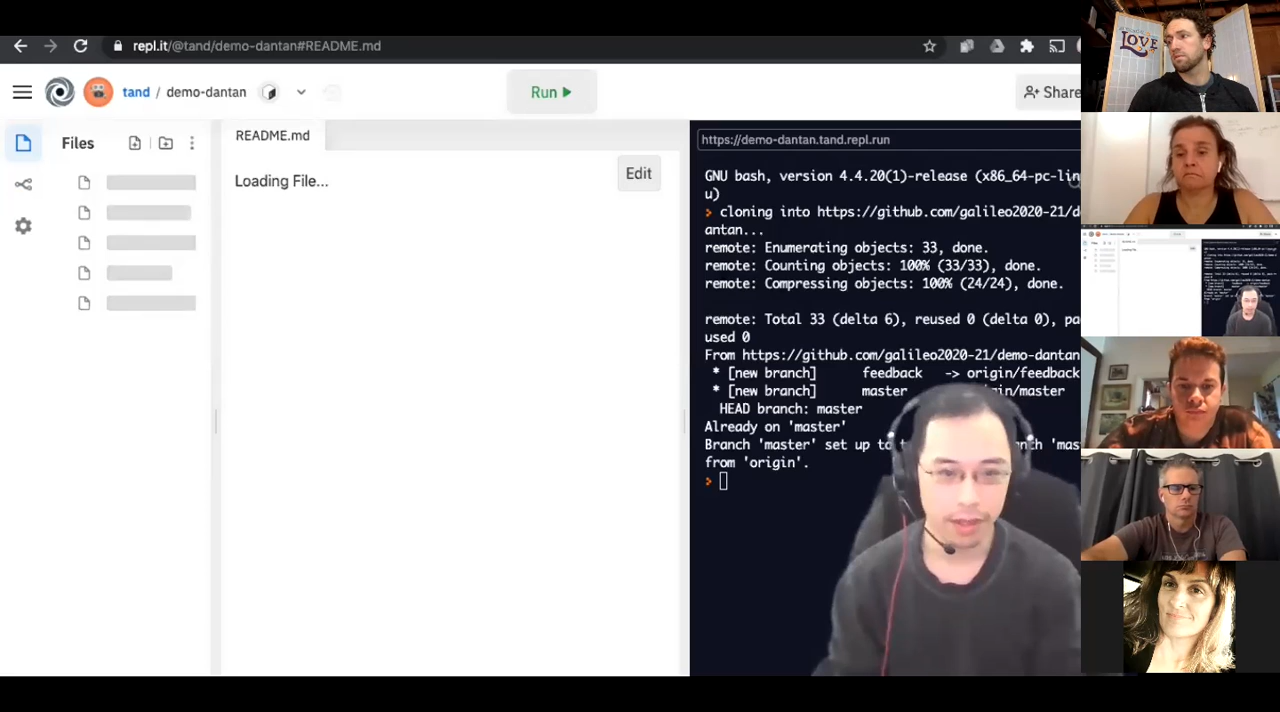 repl.it/@tand/demo-dantan#README.md
tand / demo-dantan
Run
Share
Files
README.md
Loading File...
Edit
https://demo-dantan.tand.repl.run
GNU bash, version 4.4.20(1)-release (x86_64-pc-lin
u)
cloning into https://github.com/galileo2020-21/de
antan...
remote: Enumerating objects: 33, done.
remote: Counting objects: 100% (33/33), done.
remote: Compressing objects: 100% (24/24), done.
remote: Total 33 (delta 6), reused 0 (delta 0), pa
used 0
From https://github.com/galileo2020-21/demo-dantan
* [new branch] feedback -> origin/feedback
* [new branch] master origin/master
HEAD branch: master
Already on 'master'
Branch 'master' set up to nch 'mas
from 'origin'.
LOVE